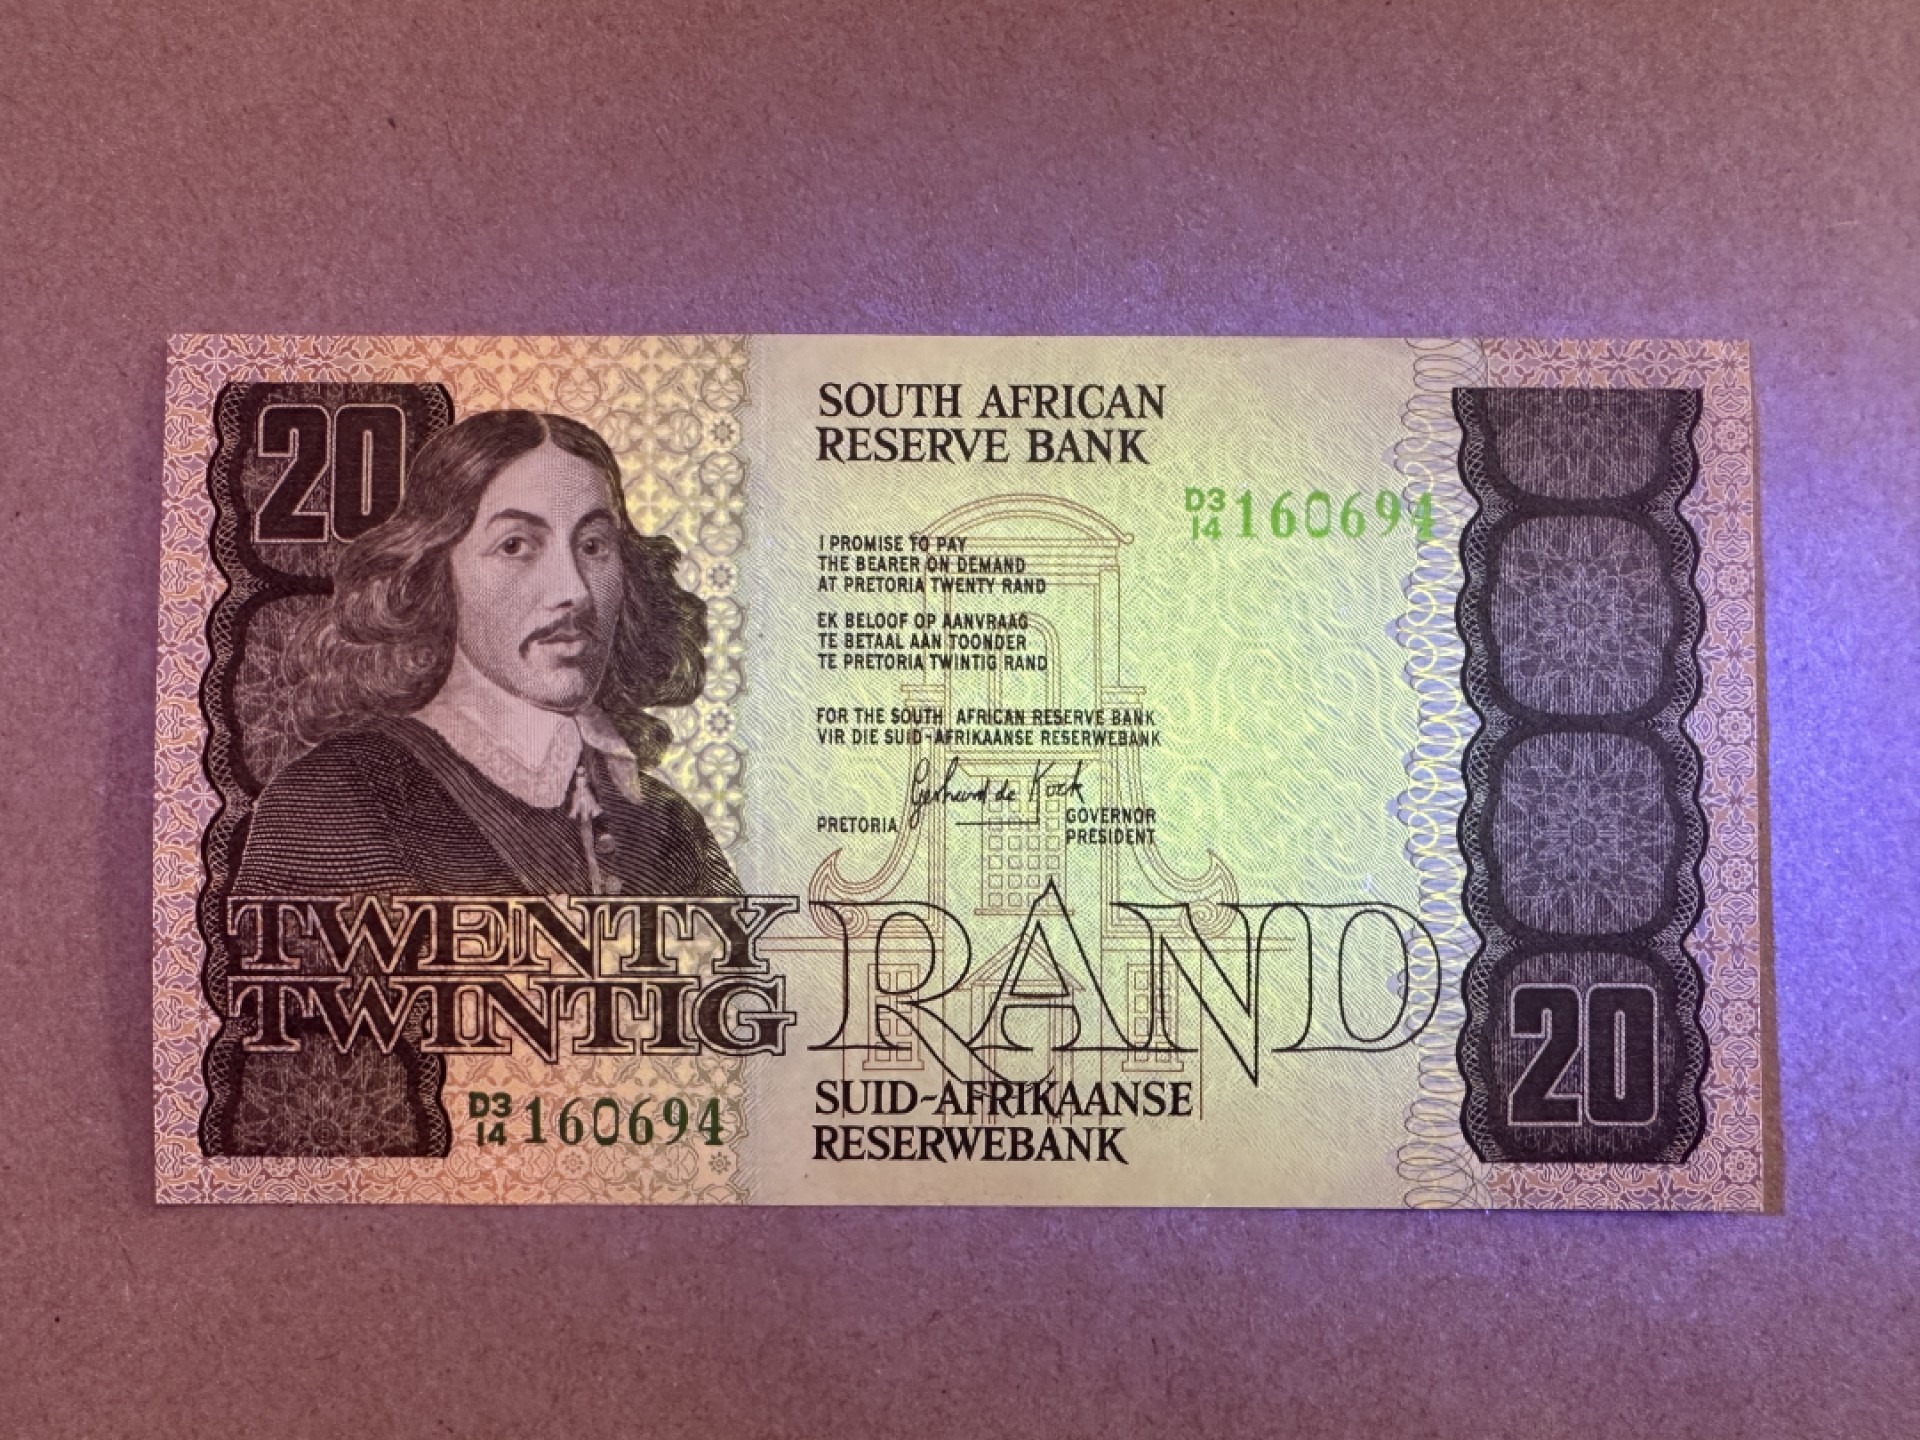 20
SOUTH AFRICAN
RESERVE BANK
D3
14 160694
I PROMISE TO PAY
THE BEARER ON DEMAND
AT PRETORIA TWENTY RAND
EK BELOOF OP AANVRAAG
TE BETAAL AAN TOONDER
TE PRETORIA TWINTIG RAND
FOR THE SOUTH AFRICAN RESERVE BANK
VIR DIE SUID-AFRIKAANSE RESERWEBANK
Gerhard de Kock
PRETORIA
GOVERNOR
PRESIDENT
TWENTY
TWINTIG
RAND
D3
14 160694
SUID-AFRIKAANSE
RESERWEBANK
20